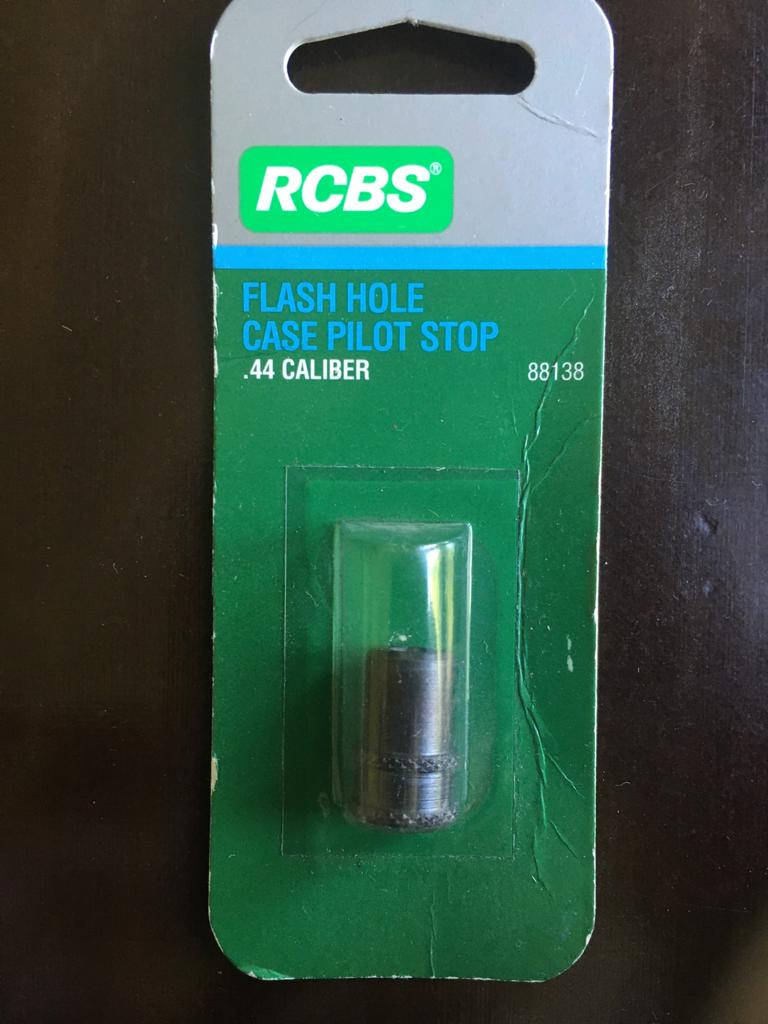 RCBS®
FLASH HOLE
CASE PILOT STOP
.44 CALIBER 88138